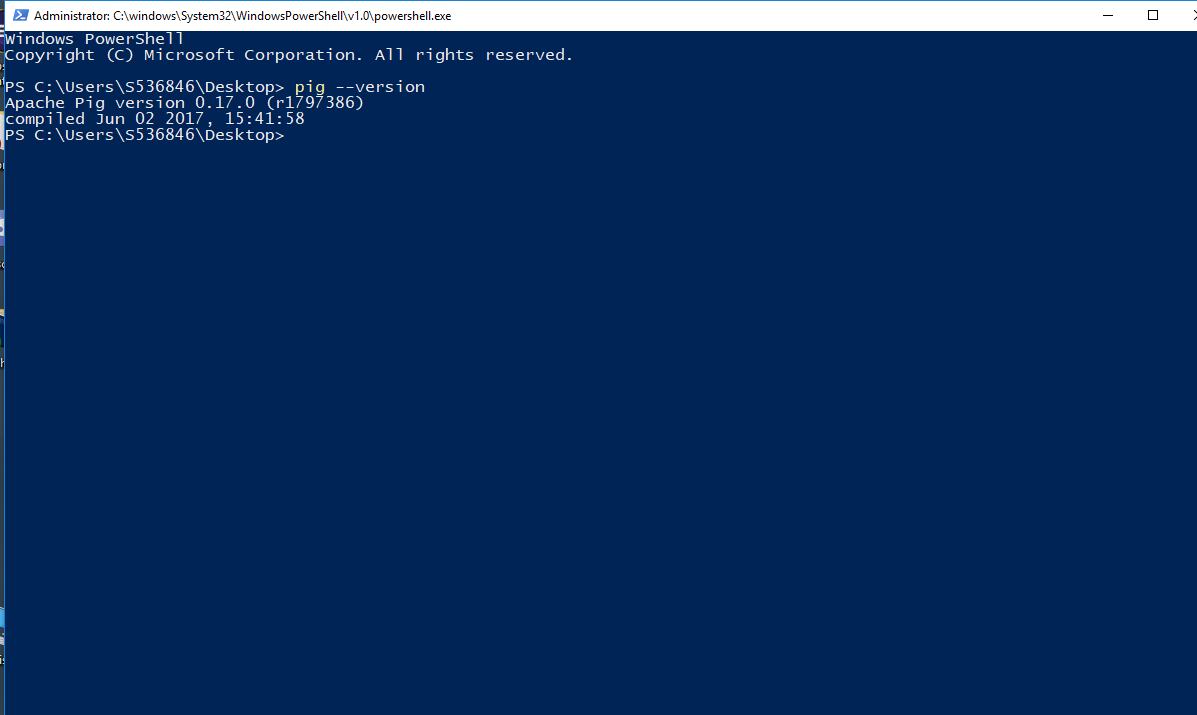 Administrator: C:\windows\System32\WindowsPowerShell\v1.0\powershell.exe
Windows PowerShell
Copyright (C) Microsoft Corporation. All rights reserved.
PS C:\Users\S536846\Desktop> pig --version
Apache Pig version 0.17.0 (r1797386)
compiled Jun 02 2017, 15:41:58
PS C:\Users\S536846\Desktop>